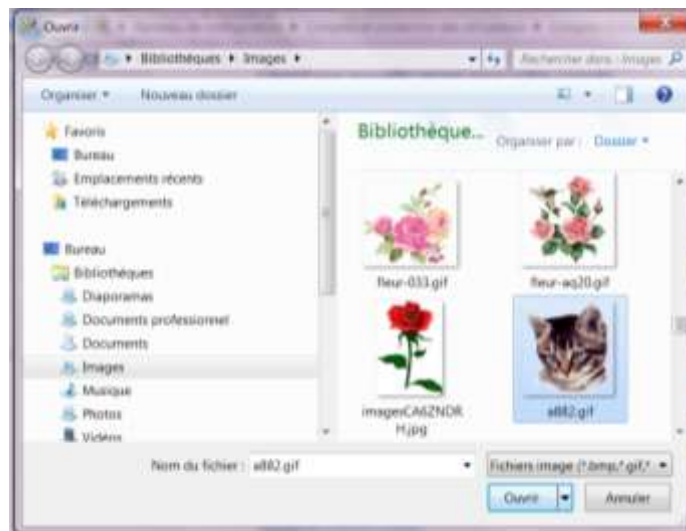 Ouvrir
Bibliothèques Images
Rechercher dans : Images
Organiser Nouveau dossier
Favoris
Bureau
Emplacements récents
Téléchargements
Bureau
Bibliothèques
Diaporamas
Documents professionnel
Documents
Images
Musique
Photos
Vidéos
Bibliothèque...
Organiser par : Dossier
fleur-033.gif
fleur-aq20.gif
imagesCA6ZNDR
H.jpg
a882.gif
Nom du fichier : a882.gif
Fichiers image (*.bmp,*.gif,*
Ouvrir Annuler